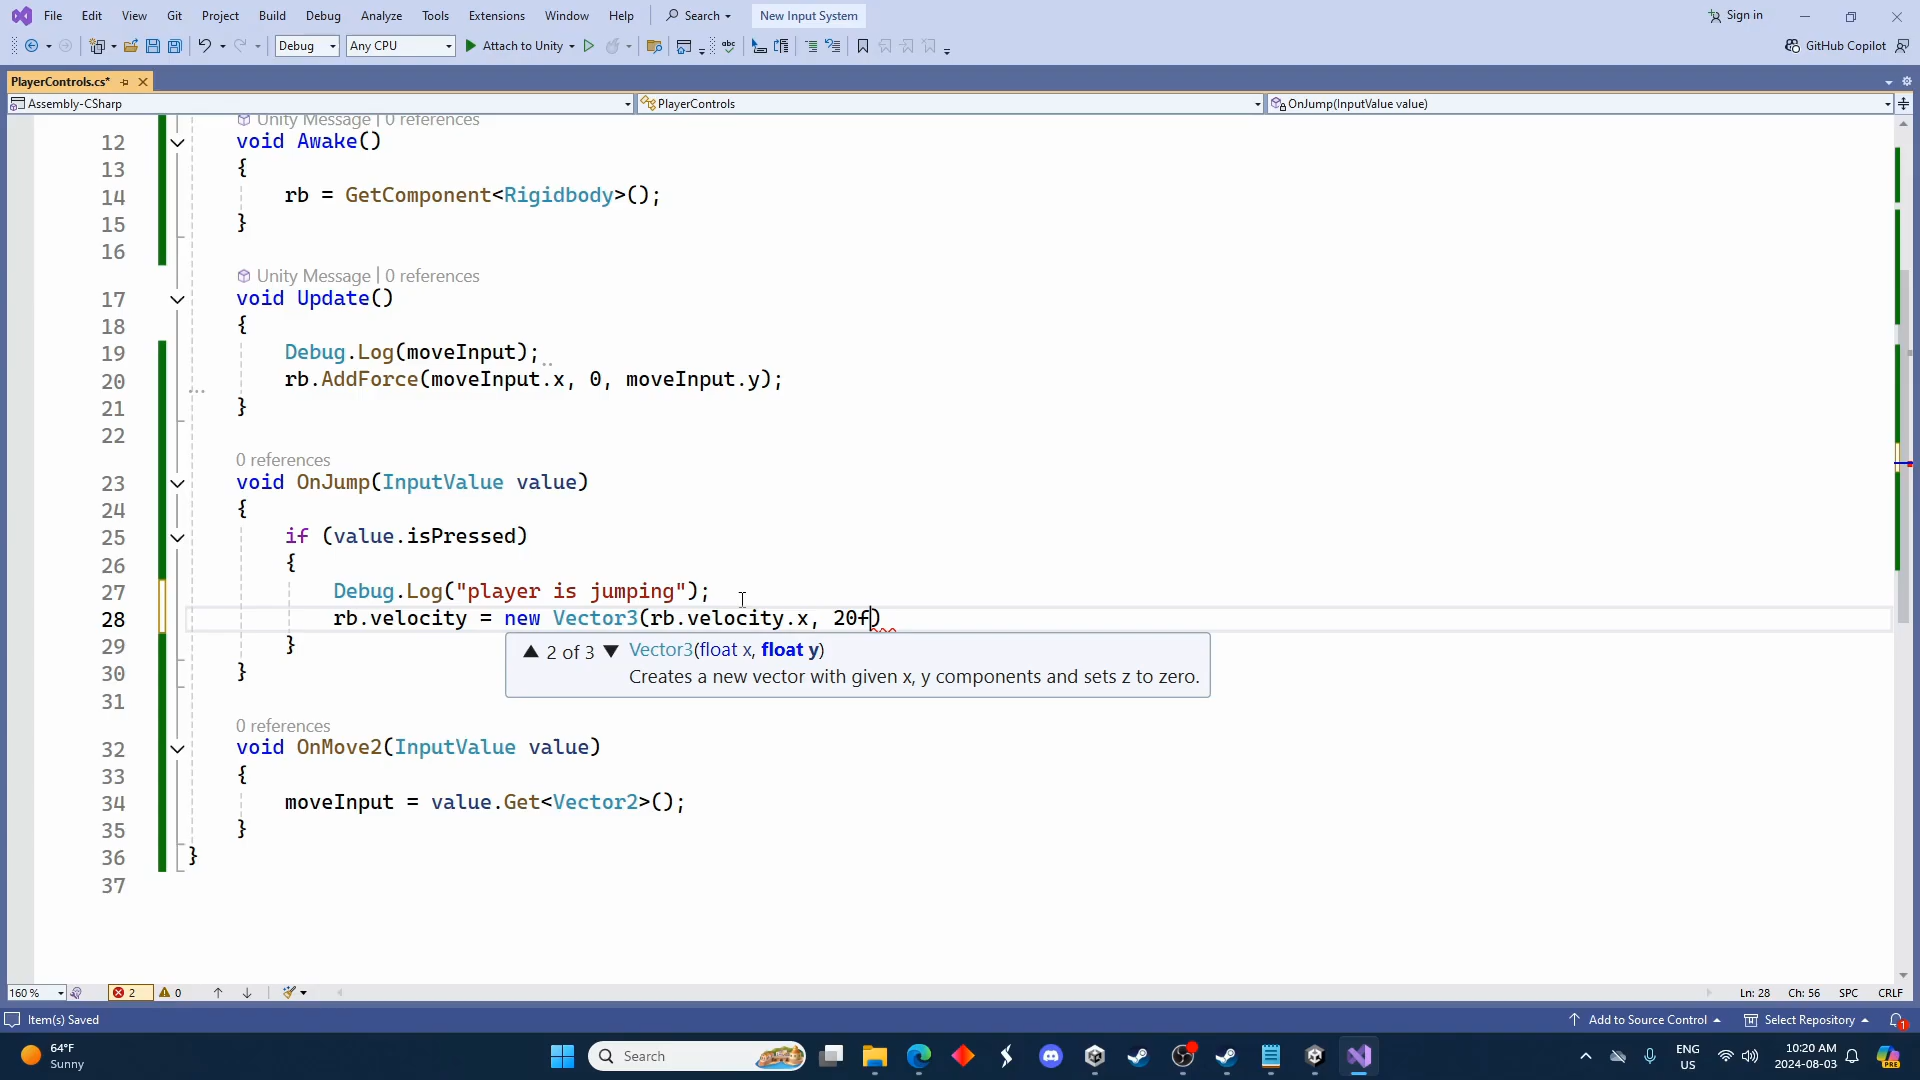 File Edit View Git Project Build Debug Analyze Tools Extensions Window Help Search New Input System Sign in
Debug Any CPU Attach to Unity abc GitHub Copilot
PlayerControls.cs*
Assembly-CSharp PlayerControls OnJump(InputValue value)
Unity Message | 0 references
12 void Awake()
13 {
14 rb = GetComponent<Rigidbody>();
15 }
16
Unity Message | 0 references
17 void Update()
18 {
19 Debug.Log(moveInput);
20 rb.AddForce(moveInput.x, 0, moveInput.y);
21 }
22
0 references
23 void OnJump(InputValue value)
24 {
25 if (value.isPressed)
26 {
27 Debug.Log("player is jumping");
28 rb.velocity = new Vector3(rb.velocity.x, 20f)
29 }
2 of 3 Vector3(float x, float y)
Creates a new vector with given x, y components and sets z to zero.
30 }
31
0 references
32 void OnMove2(InputValue value)
33 {
34 moveInput = value.Get<Vector2>();
35 }
36 }
37
160 % 2 0 Ln: 28 Ch: 56 SPC CRLF
Item(s) Saved Add to Source Control Select Repository 1
64°F
Sunny
Search
ENG
US
10:20 AM
2024-08-03
PRE